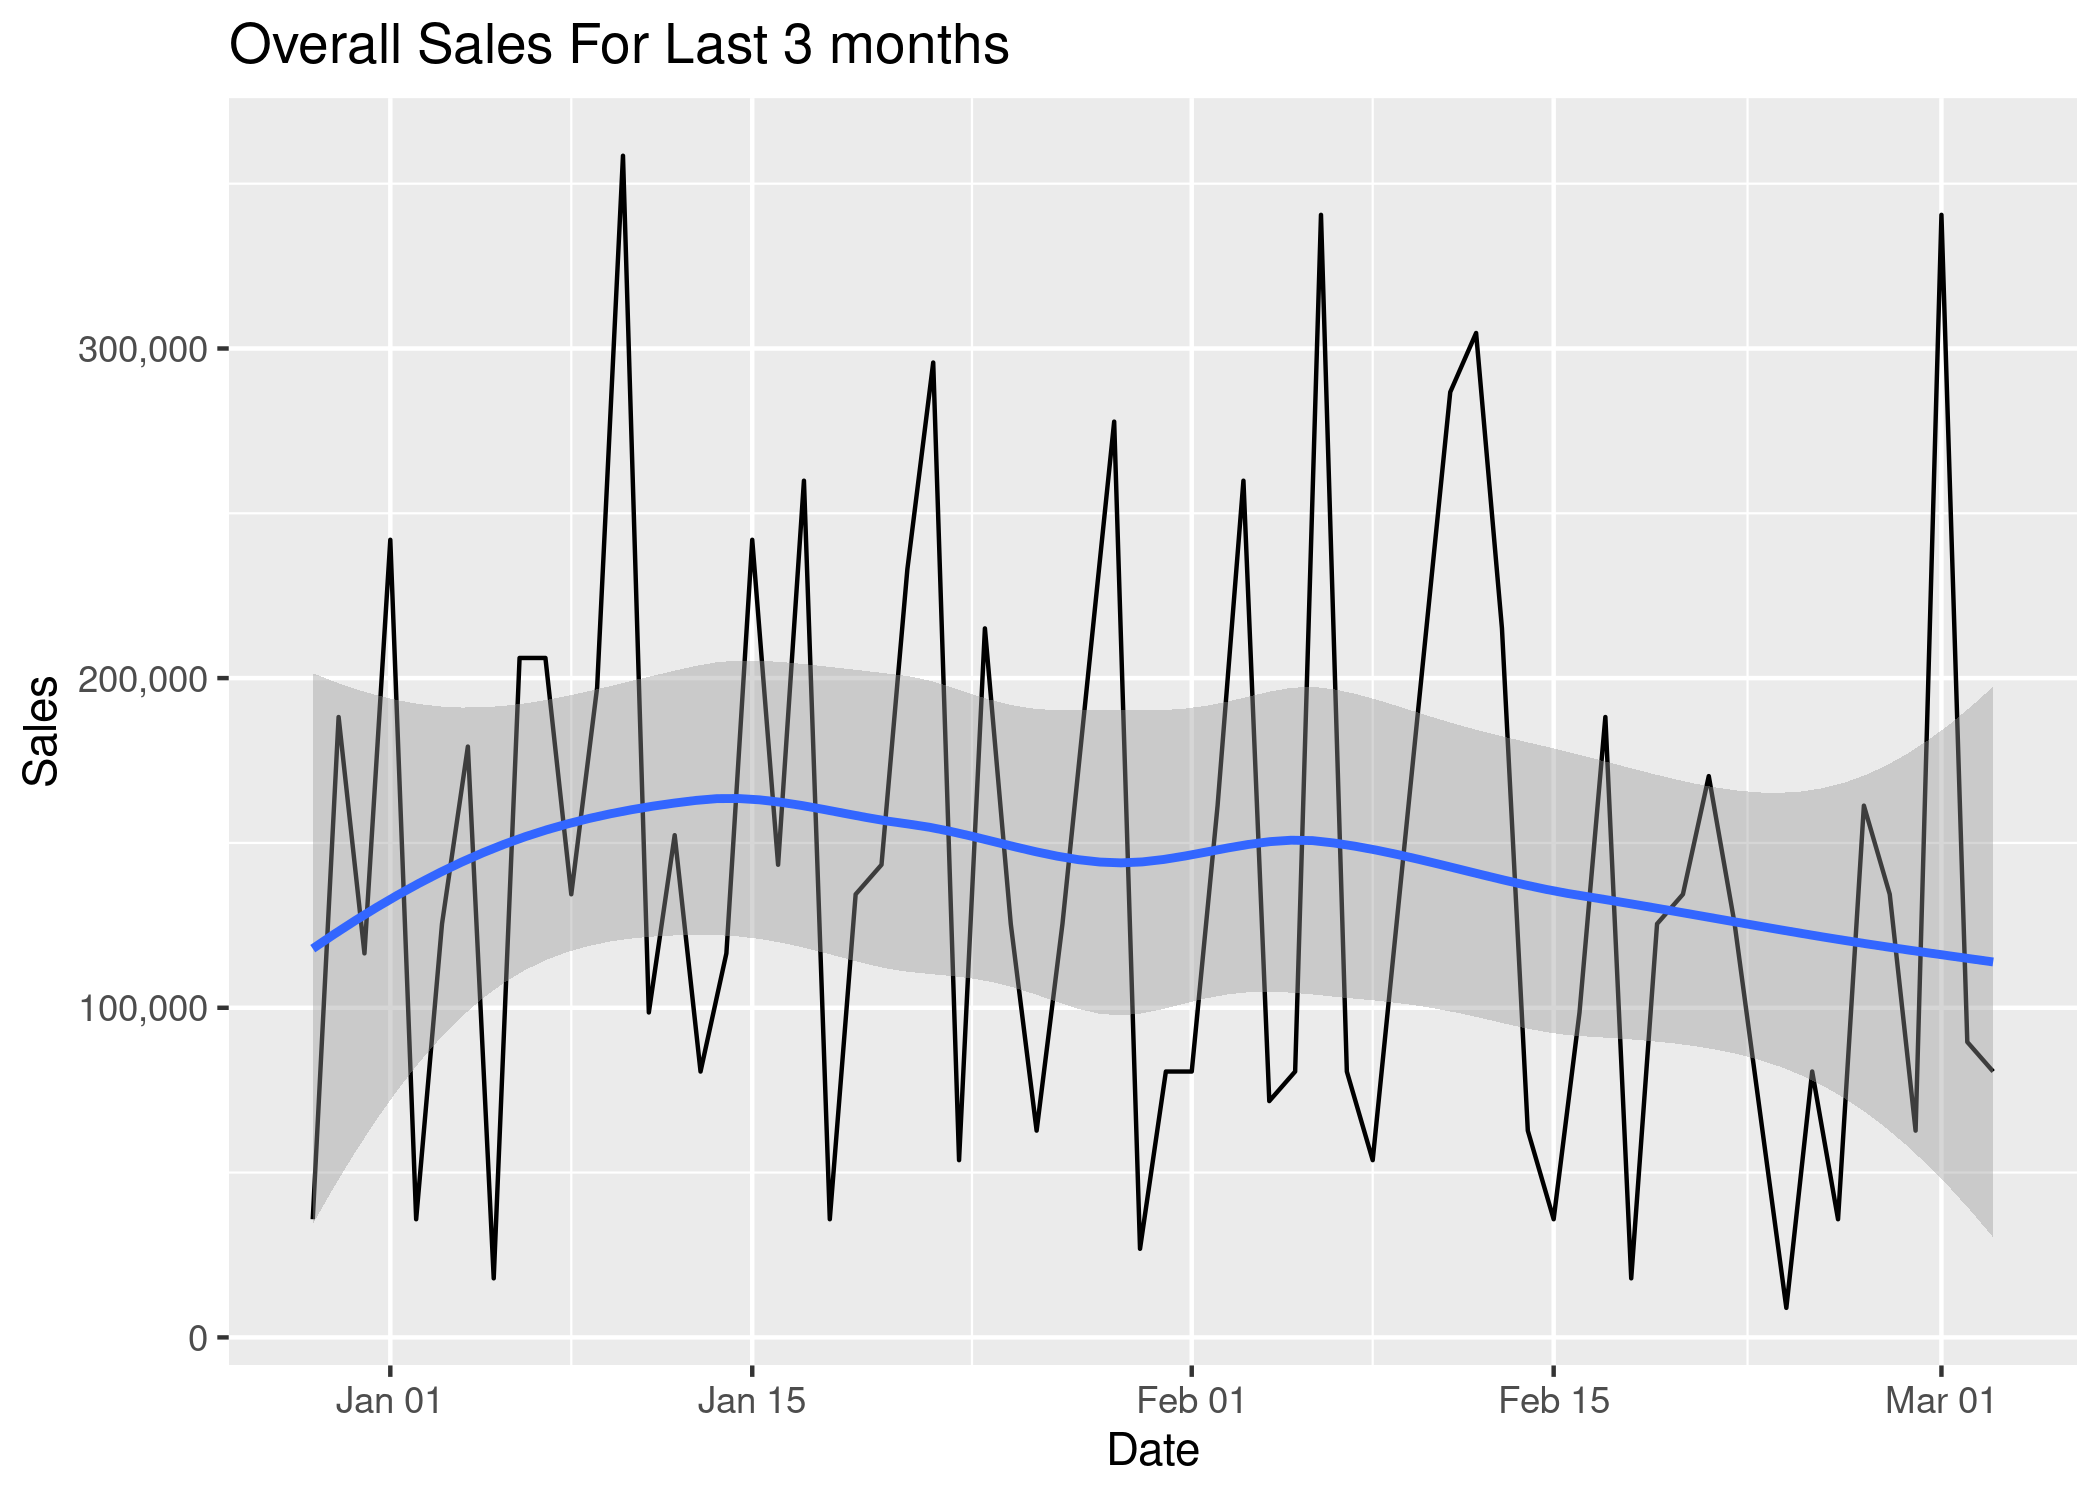 Overall Sales For Last 3 months
Sales
300,000
200,000
100,000
0
Jan 01
Jan 15
Feb 01
Feb 15
Mar 01
Date